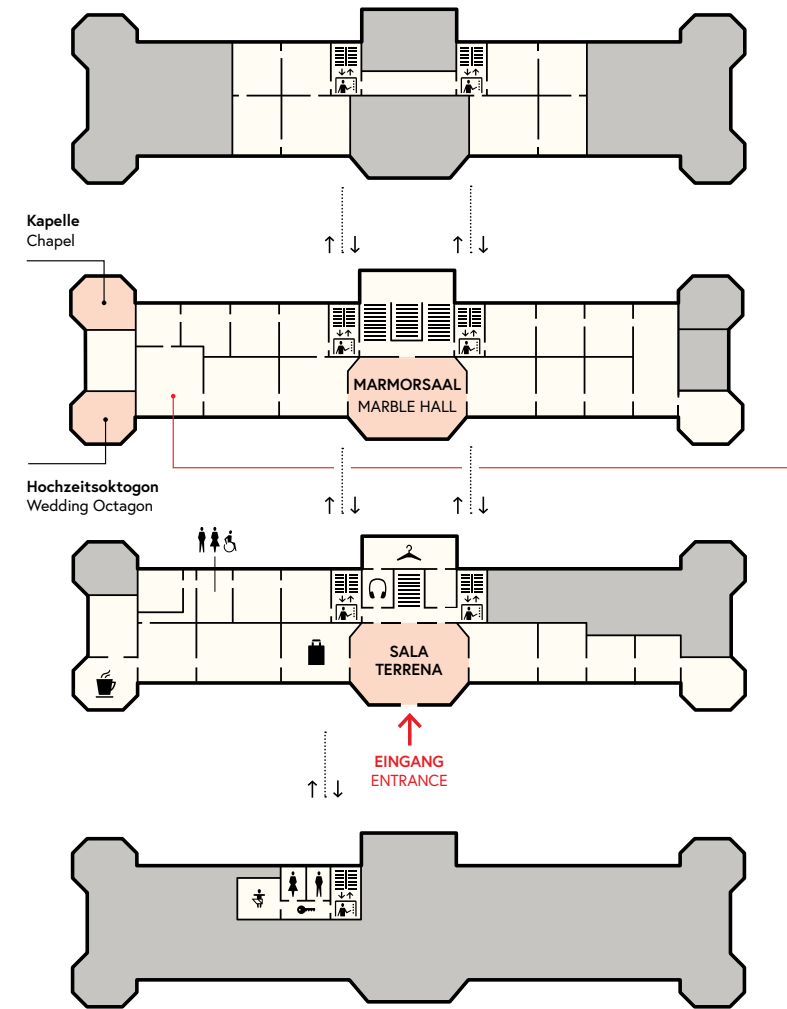 Kapelle
Chapel
MARMORSAAL
MARBLE HALL
Hochzeitsoktogon
Wedding Octagon
SALA
TERRENA
EINGANG
ENTRANCE